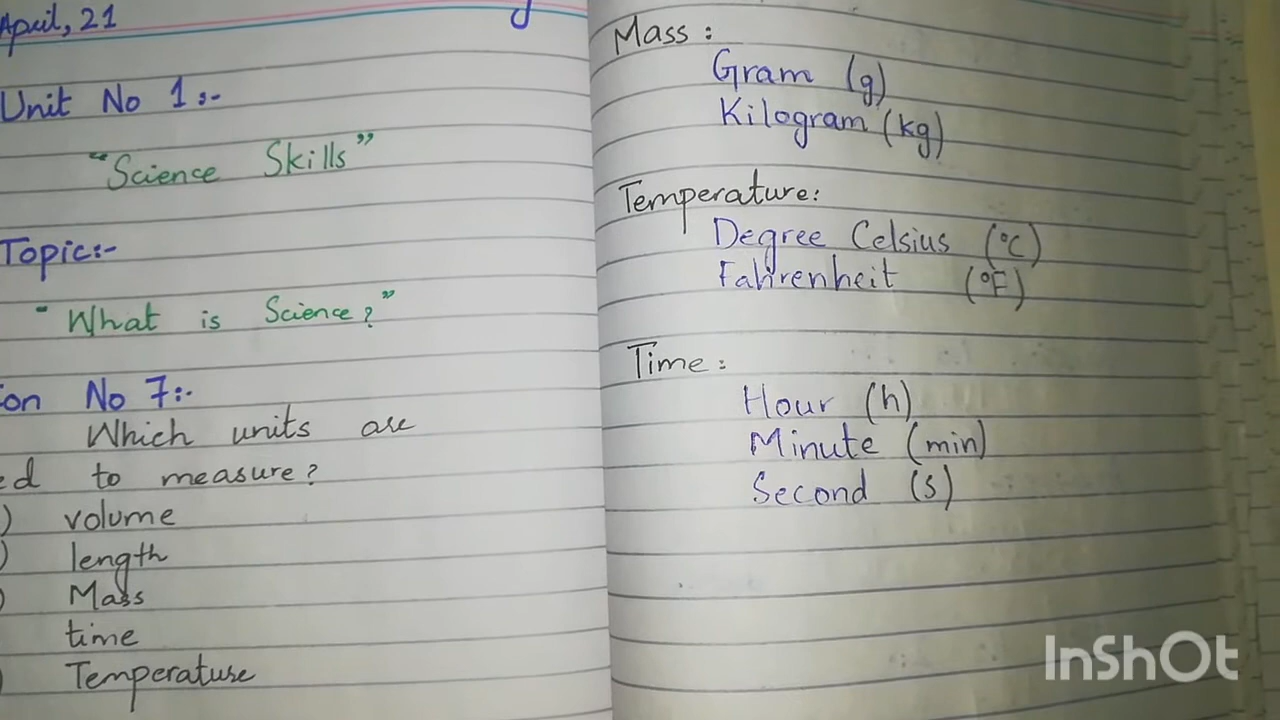 April, 21
Unit No 1:-
"Science Skills"
Topic:-
"What is Science?"
No 7:-
Which units are
to measure?
) volume
) length
) Mass
time
) Temperature
Mass :
Gram (g)
Kilogram (kg)
Temperature:
Degree Celsius (°C)
Fahrenheit (°F)
Time :
Hour (h)
Minute (min)
Second (s)
InShOt